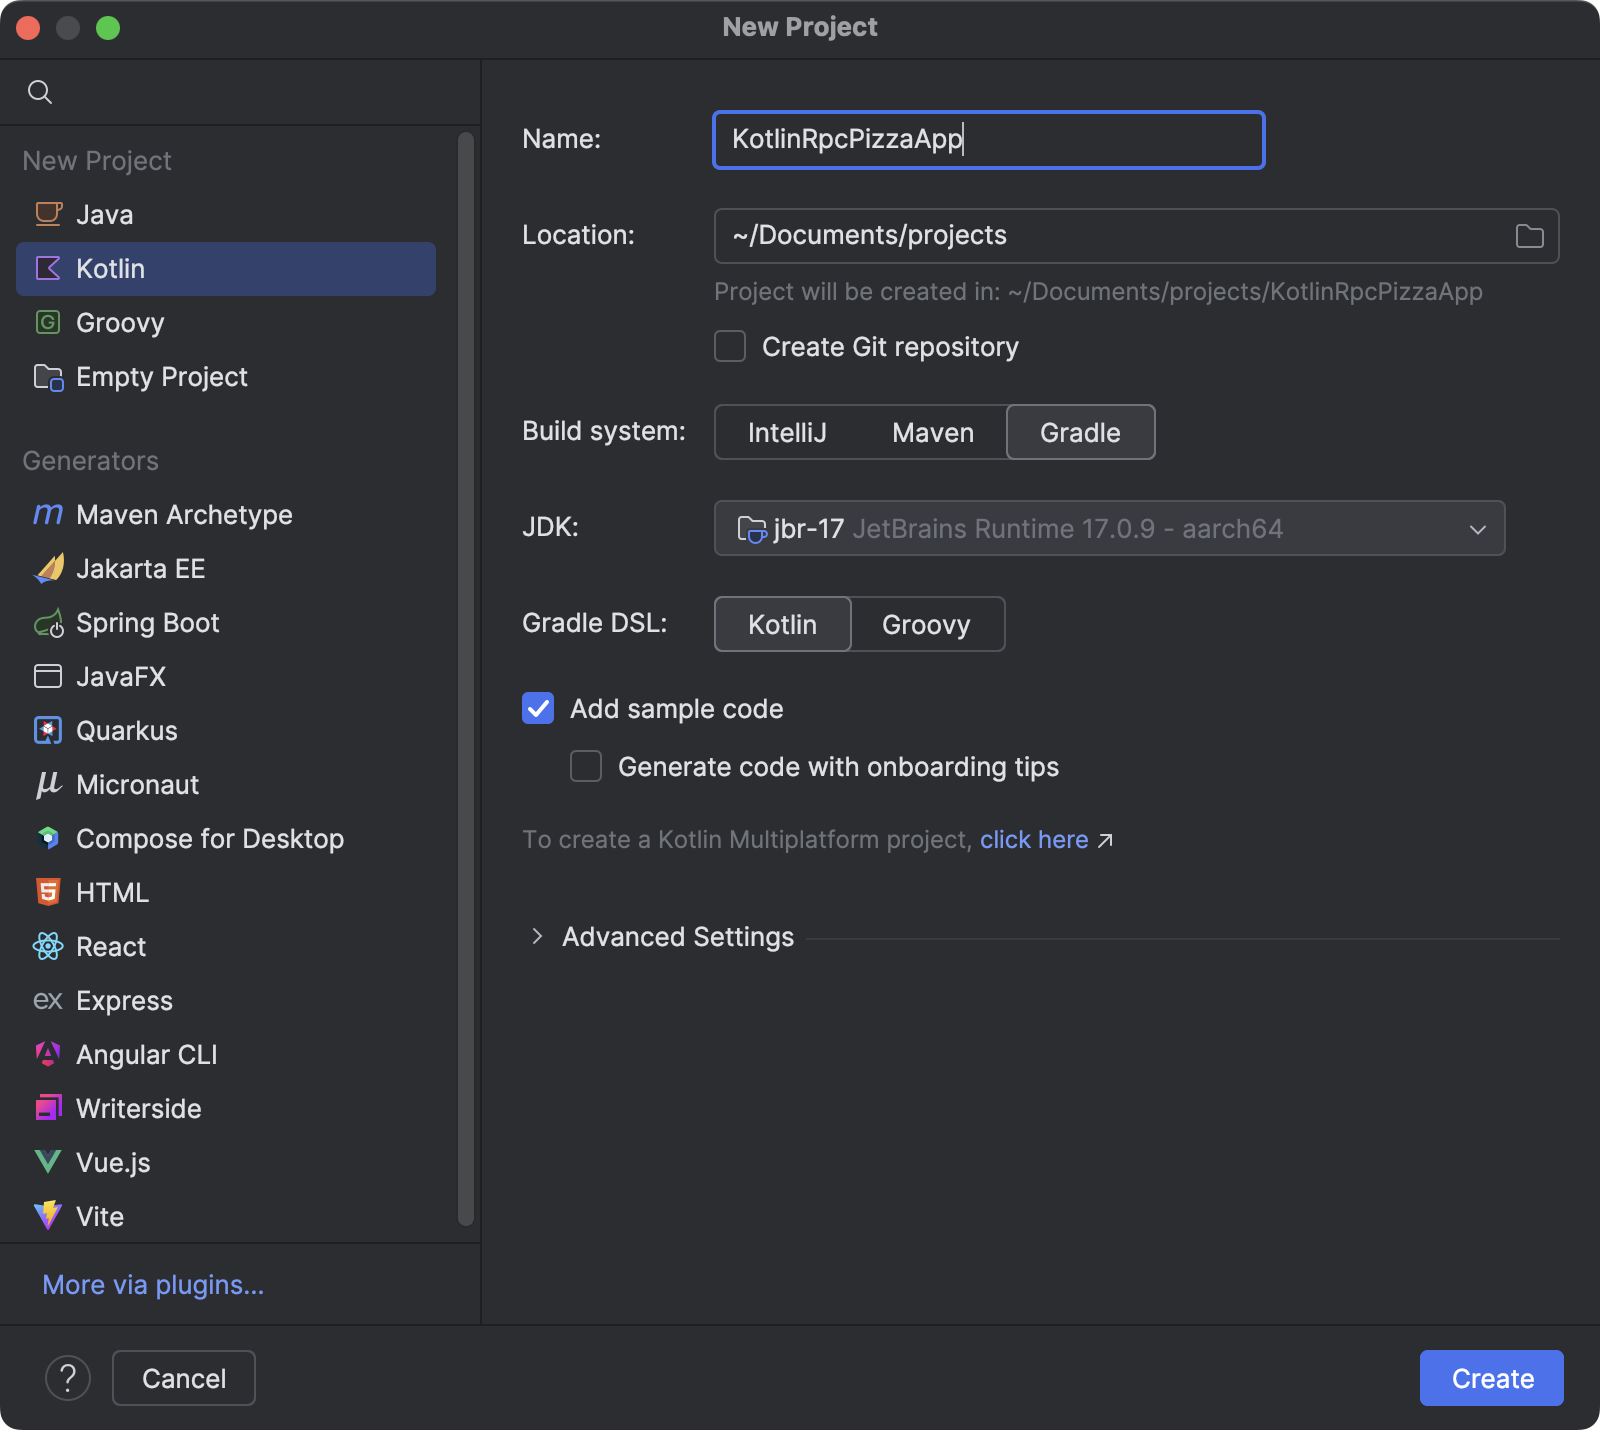 New Project
New Project
Java
Kotlin
Groovy
Empty Project
Generators
Maven Archetype
Jakarta EE
Spring Boot
JavaFX
Quarkus
Micronaut
Compose for Desktop
HTML
React
ex Express
Angular CLI
Writerside
Vue.js
Vite
More via plugins...
Name: KotlinRpcPizzaApp
Location: ~/Documents/projects
Project will be created in: ~/Documents/projects/KotlinRpcPizzaApp
Create Git repository
Build system: IntelliJ Maven Gradle
JDK: jbr-17 JetBrains Runtime 17.0.9 - aarch64
Gradle DSL: Kotlin Groovy
Add sample code
Generate code with onboarding tips
To create a Kotlin Multiplatform project, click here ↗
Advanced Settings
? Cancel Create